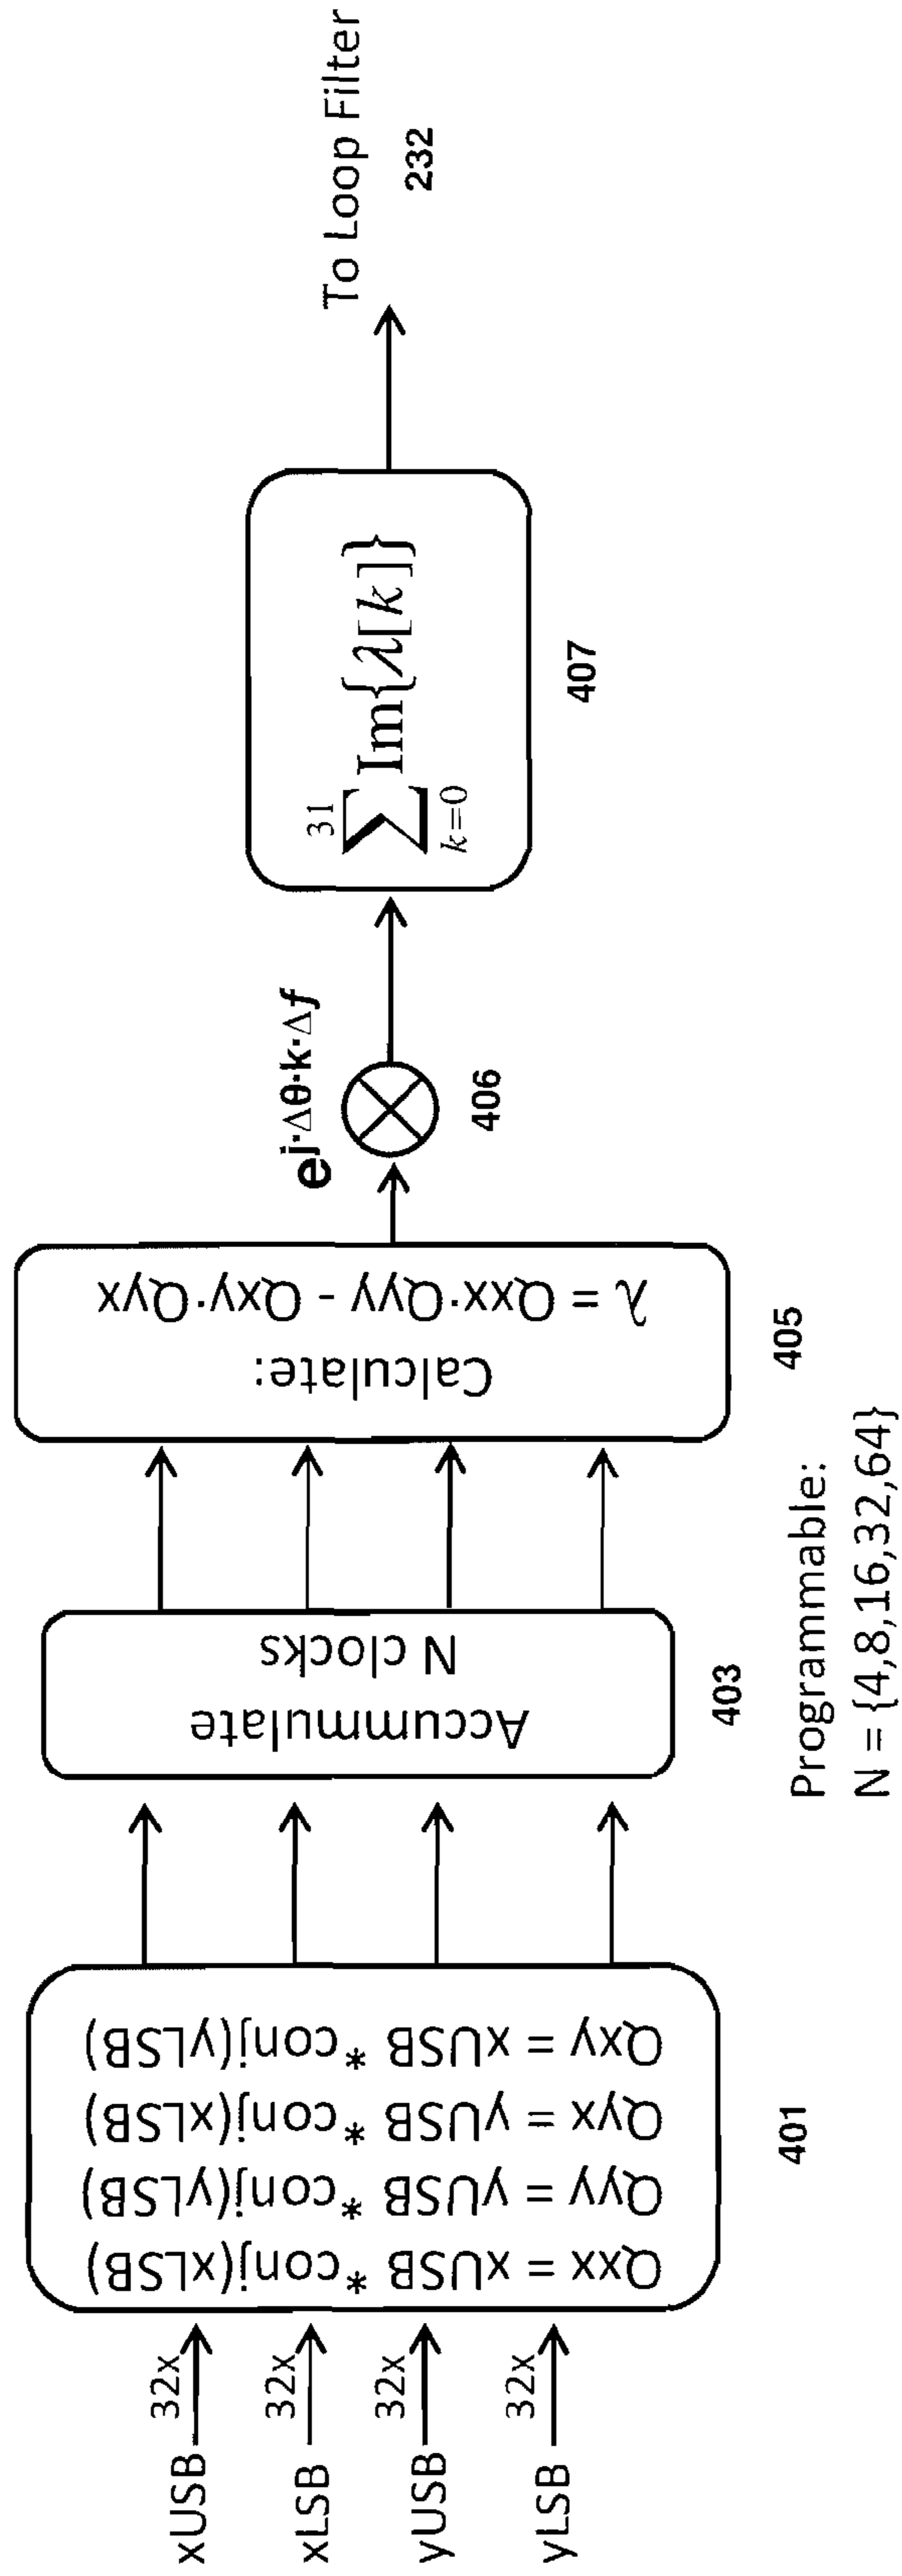 xUSB
32x
xLSB
32x
yUSB
32x
yLSB
32x
Qxx = xUSB * conj(xLSB)
Qyy = yUSB * conj(yLSB)
Qyx = yUSB * conj(xLSB)
Qxy = xUSB * conj(yLSB)
401
Accummulate
N clocks
403
Calculate:
λ = Qxx·Qyy - Qxy·Qyx
405
Programmable:
N = {4,8,16,32,64}
e^{j·Δθ·k·Δf}
406
31
∑ Im{λ[k]}
k=0
407
To Loop Filter
232